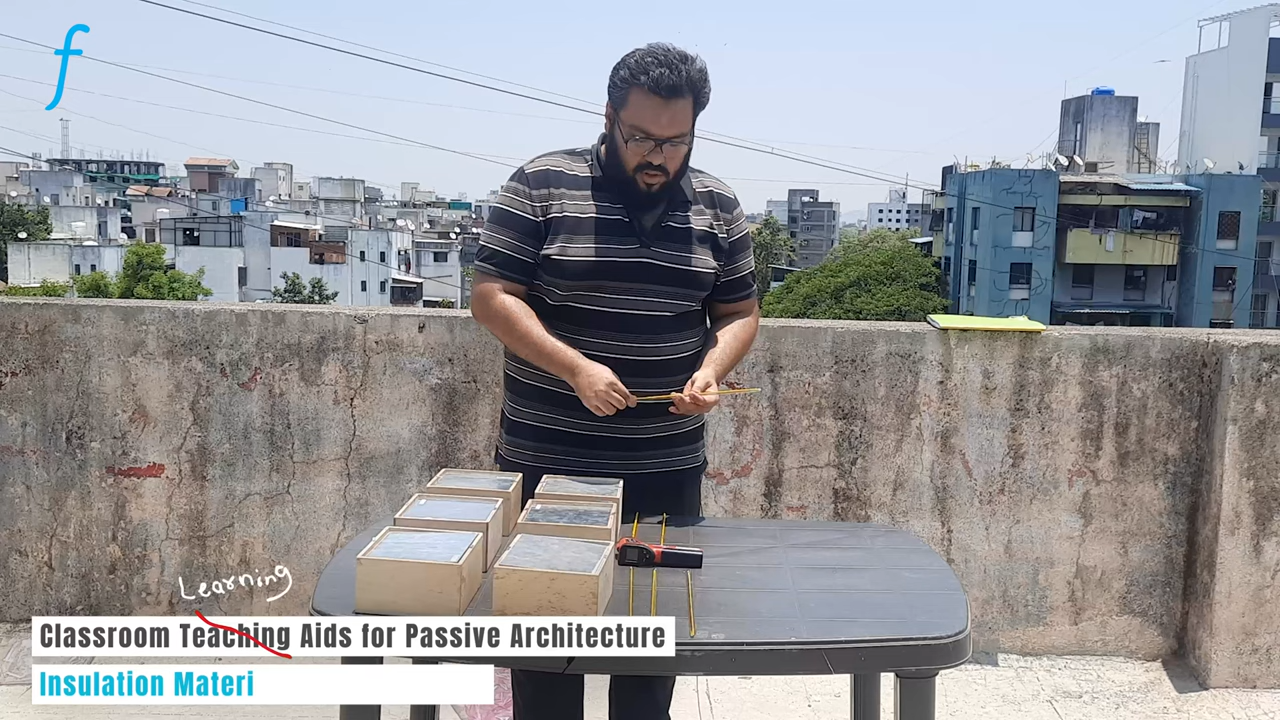 f
Learning
Classroom Teaching Aids for Passive Architecture
Insulation Materi